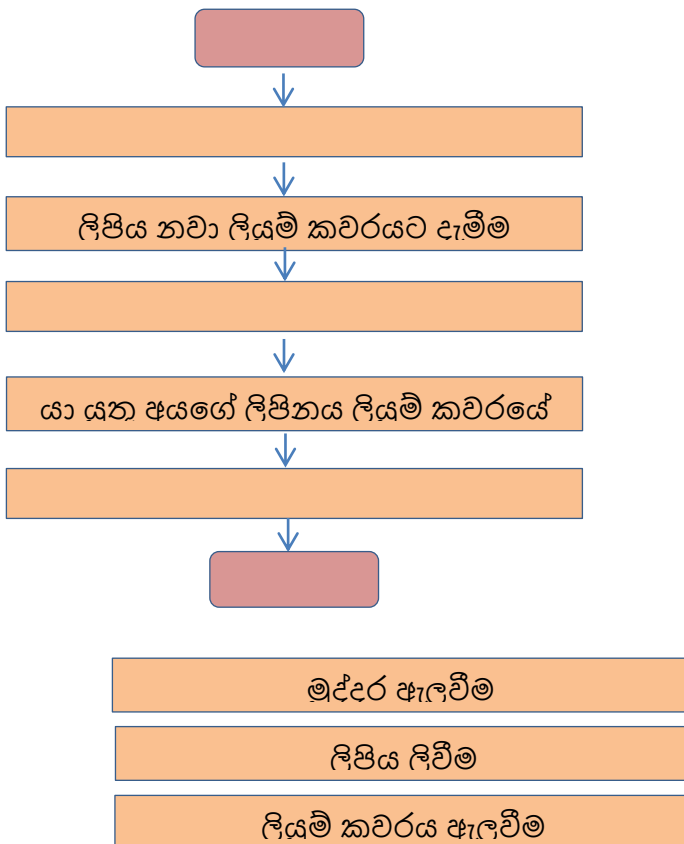 ලිපිය නවා ලියුම් කවරයට දැමීම
යා යුත අයගේ ලිපිනය ලියුම් කවරයේ
මුද්දර ඇලවීම
ලිපිය ලිවීම
ලියුම් කවරය ඇලවීම